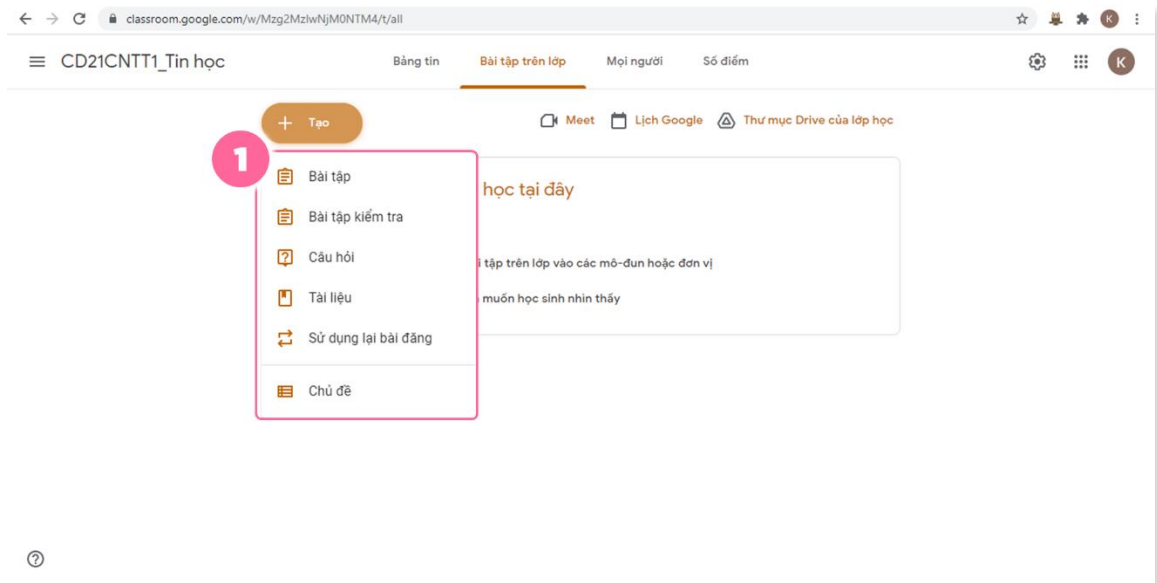 classroom.google.com/w/Mzg2MzIwNjM0NTM4/t/all
K
CD21CNTT1_Tin học
Bảng tin
Bài tập trên lớp
Mọi người
Số điểm
K
+ Tạo
Meet
Lịch Google
Thư mục Drive của lớp học
1
Bài tập
học tại đây
Bài tập kiểm tra
Câu hỏi
i tập trên lớp vào các mô-đun hoặc đơn vị
Tài liệu
muốn học sinh nhìn thấy
Sử dụng lại bài đăng
Chủ đề